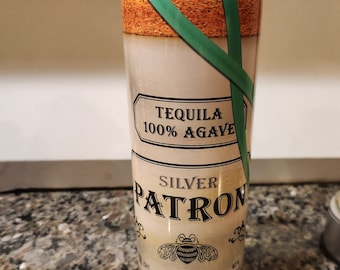 TEQUILA
100% AGAVE
SILVER
PATRON